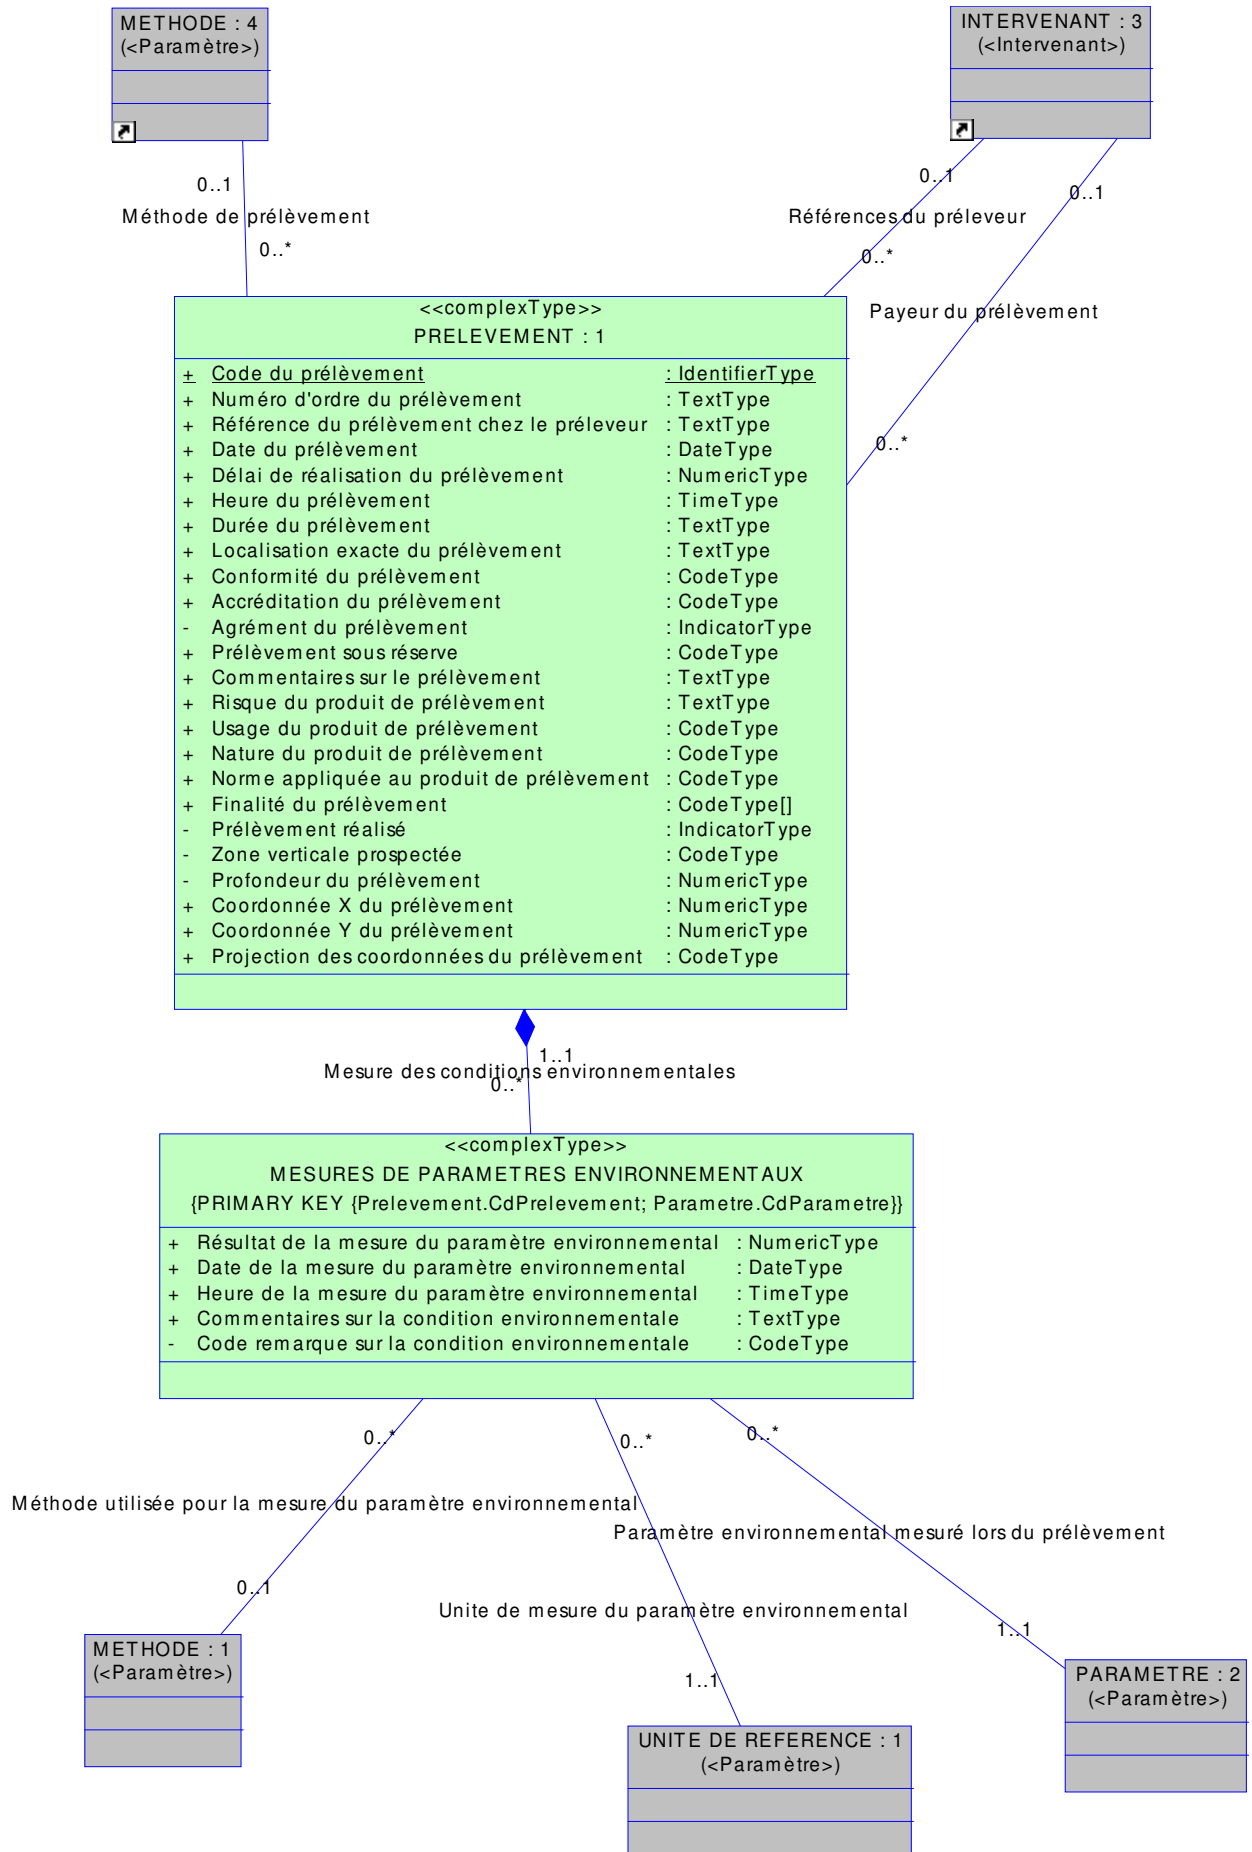 METHODE : 4
(<Paramètre>)
INTERVENANT : 3
(<Intervenant>)
0..1
Méthode de prélèvement
0..*
0..1
Références du préleveur
0..*
0..1
Payeur du prélèvement
0..*
<<complexType>>
PRELEVEMENT : 1
+ Code du prélèvement : IdentifierType
+ Numéro d'ordre du prélèvement : TextType
+ Référence du prélèvement chez le préleveur : TextType
+ Date du prélèvement : DateType
+ Délai de réalisation du prélèvement : NumericType
+ Heure du prélèvement : TimeType
+ Durée du prélèvement : TextType
+ Localisation exacte du prélèvement : TextType
+ Conformité du prélèvement : CodeType
+ Accréditation du prélèvement : CodeType
- Agrément du prélèvement : IndicatorType
+ Prélèvement sous réserve : CodeType
+ Commentaires sur le prélèvement : TextType
+ Risque du produit de prélèvement : TextType
+ Usage du produit de prélèvement : CodeType
+ Nature du produit de prélèvement : CodeType
+ Norme appliquée au produit de prélèvement : CodeType
+ Finalité du prélèvement : CodeType[]
- Prélèvement réalisé : IndicatorType
- Zone verticale prospectée : CodeType
- Profondeur du prélèvement : NumericType
+ Coordonnée X du prélèvement : NumericType
+ Coordonnée Y du prélèvement : NumericType
+ Projection des coordonnées du prélèvement : CodeType
1..1
Mesure des conditions environnementales
0..*
<<complexType>>
MESURES DE PARAMETRES ENVIRONNEMENTAUX
{PRIMARY KEY {Prelevement.CdPrelevement; Parametre.CdParametre}}
+ Résultat de la mesure du paramètre environnemental : NumericType
+ Date de la mesure du paramètre environnemental : DateType
+ Heure de la mesure du paramètre environnemental : TimeType
+ Commentaires sur la condition environnementale : TextType
- Code remarque sur la condition environnementale : CodeType
0..*
0..*
0..*
Méthode utilisée pour la mesure du paramètre environnemental
Paramètre environnemental mesuré lors du prélèvement
0..1
Unite de mesure du paramètre environnemental
1..1
1..1
METHODE : 1
(<Paramètre>)
PARAMETRE : 2
(<Paramètre>)
UNITE DE REFERENCE : 1
(<Paramètre>)